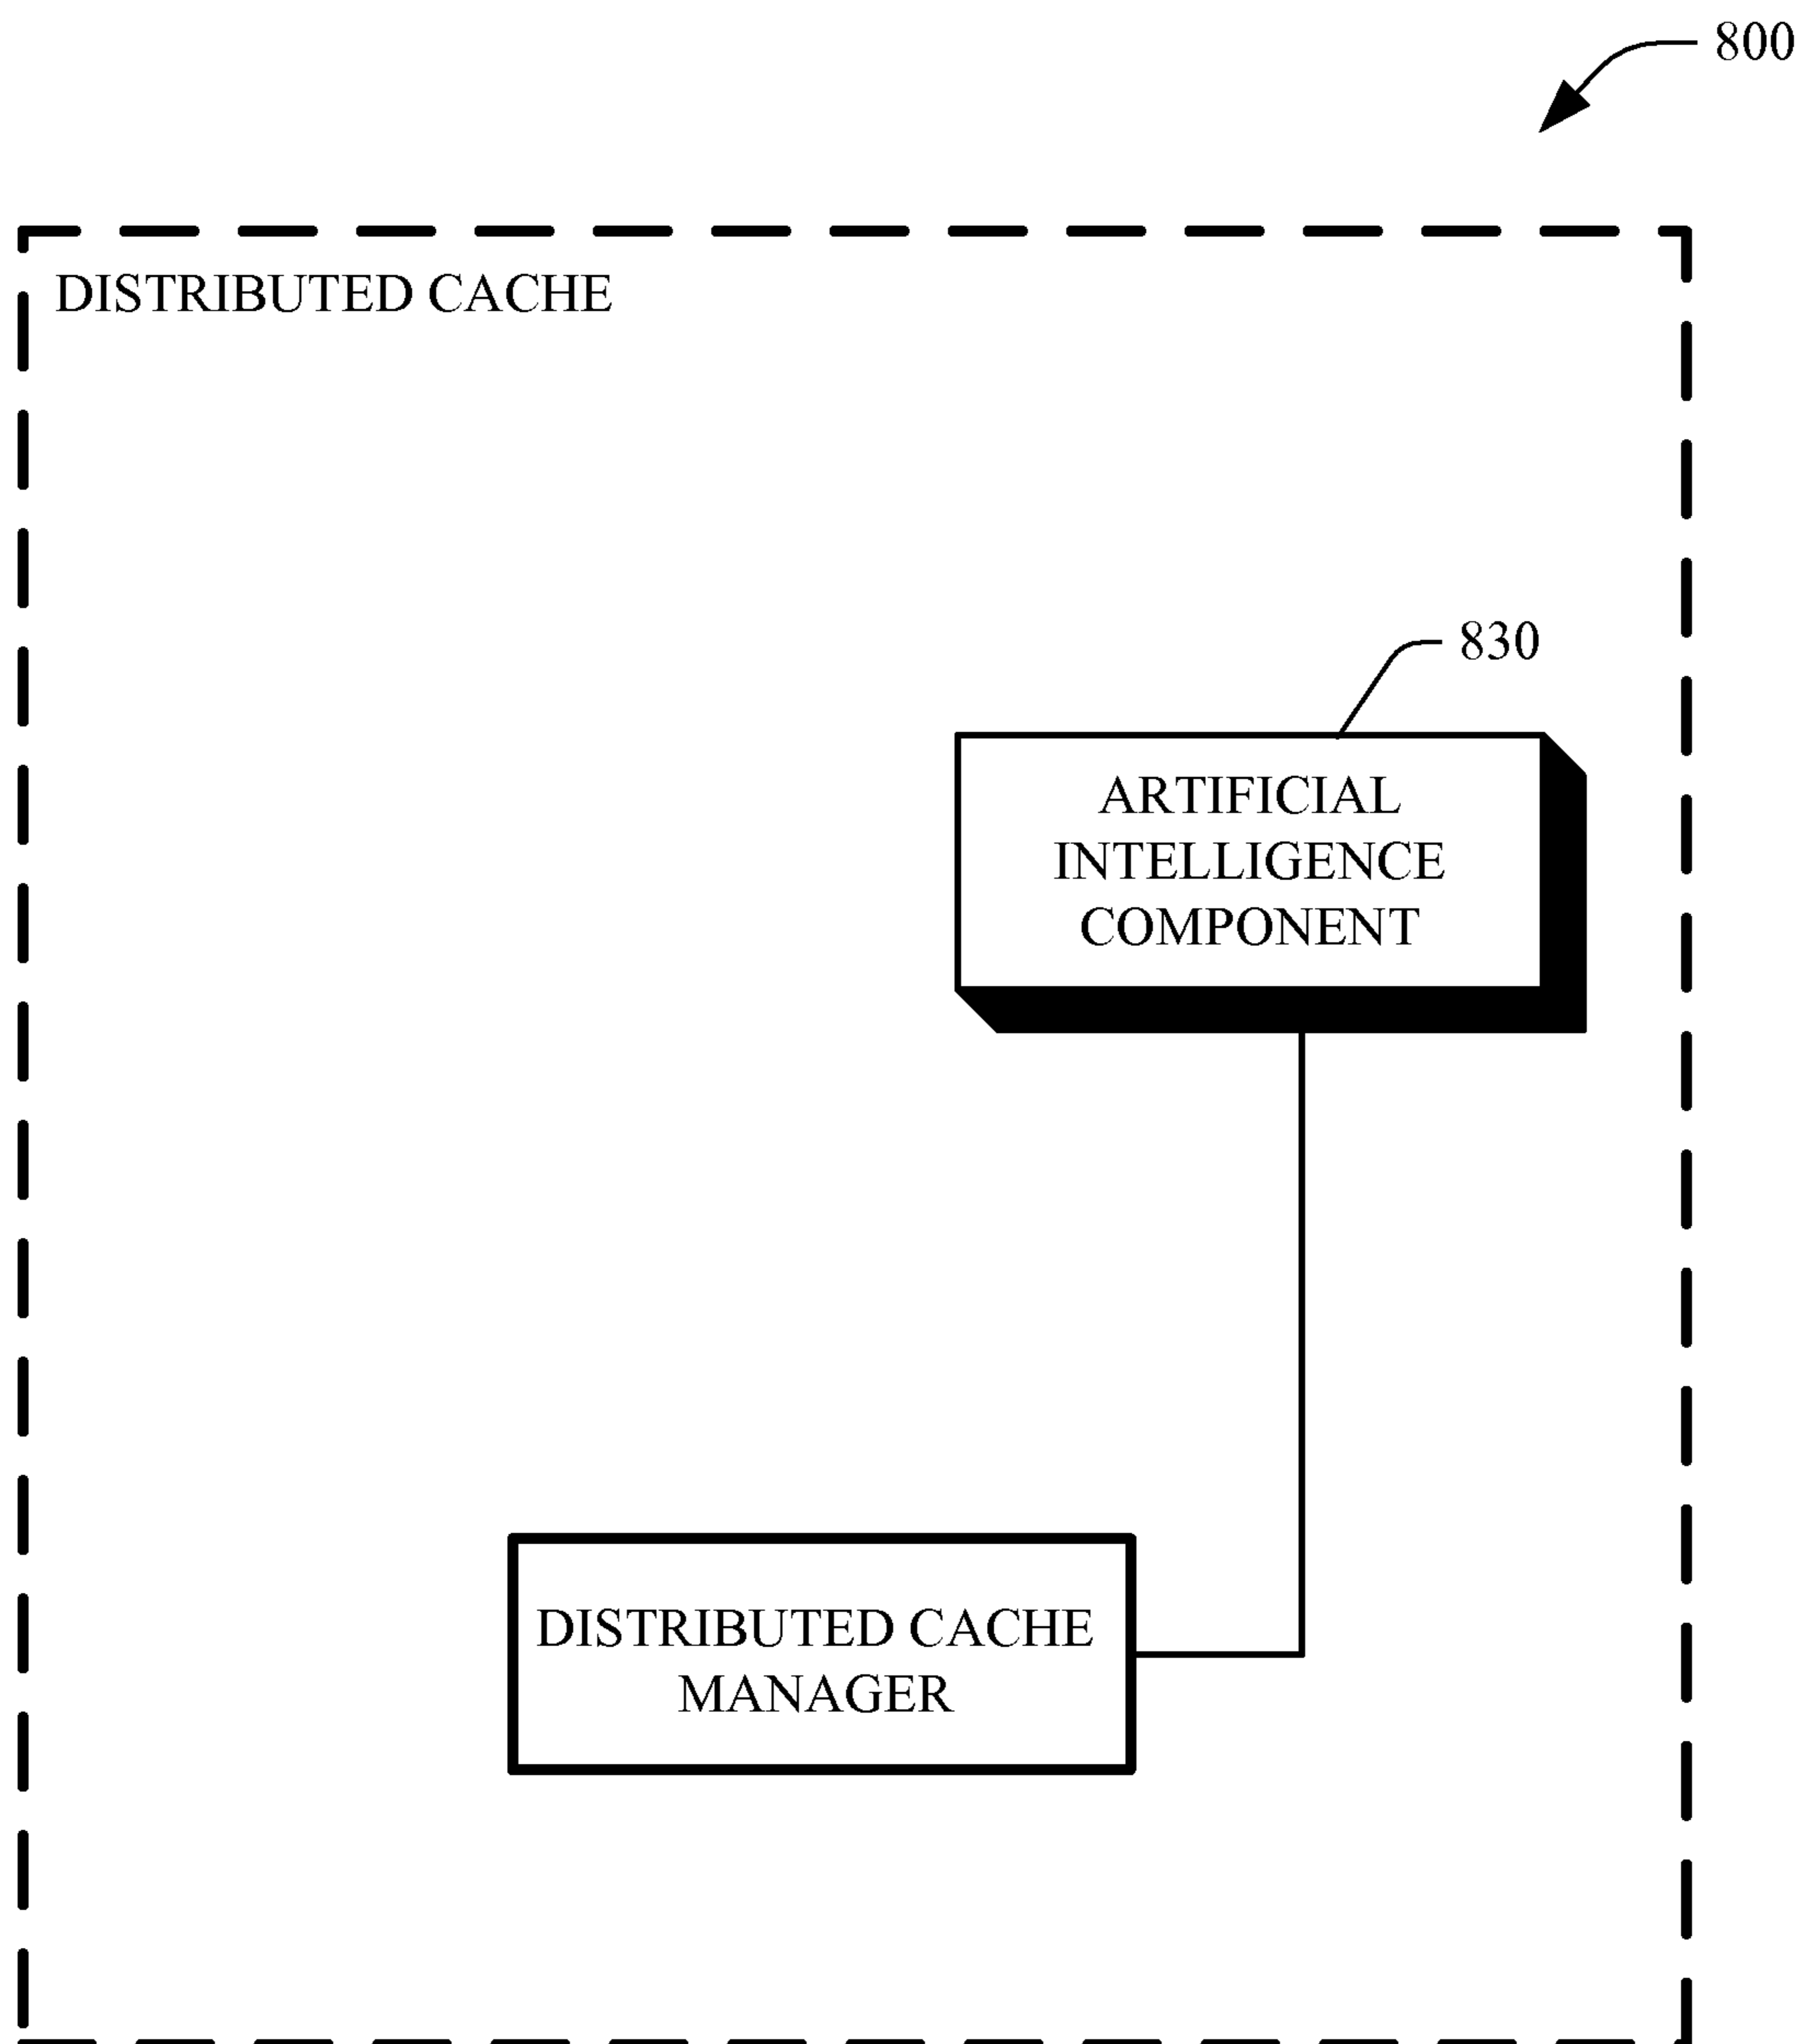 800
DISTRIBUTED CACHE
830
ARTIFICIAL
INTELLIGENCE
COMPONENT
DISTRIBUTED CACHE
MANAGER